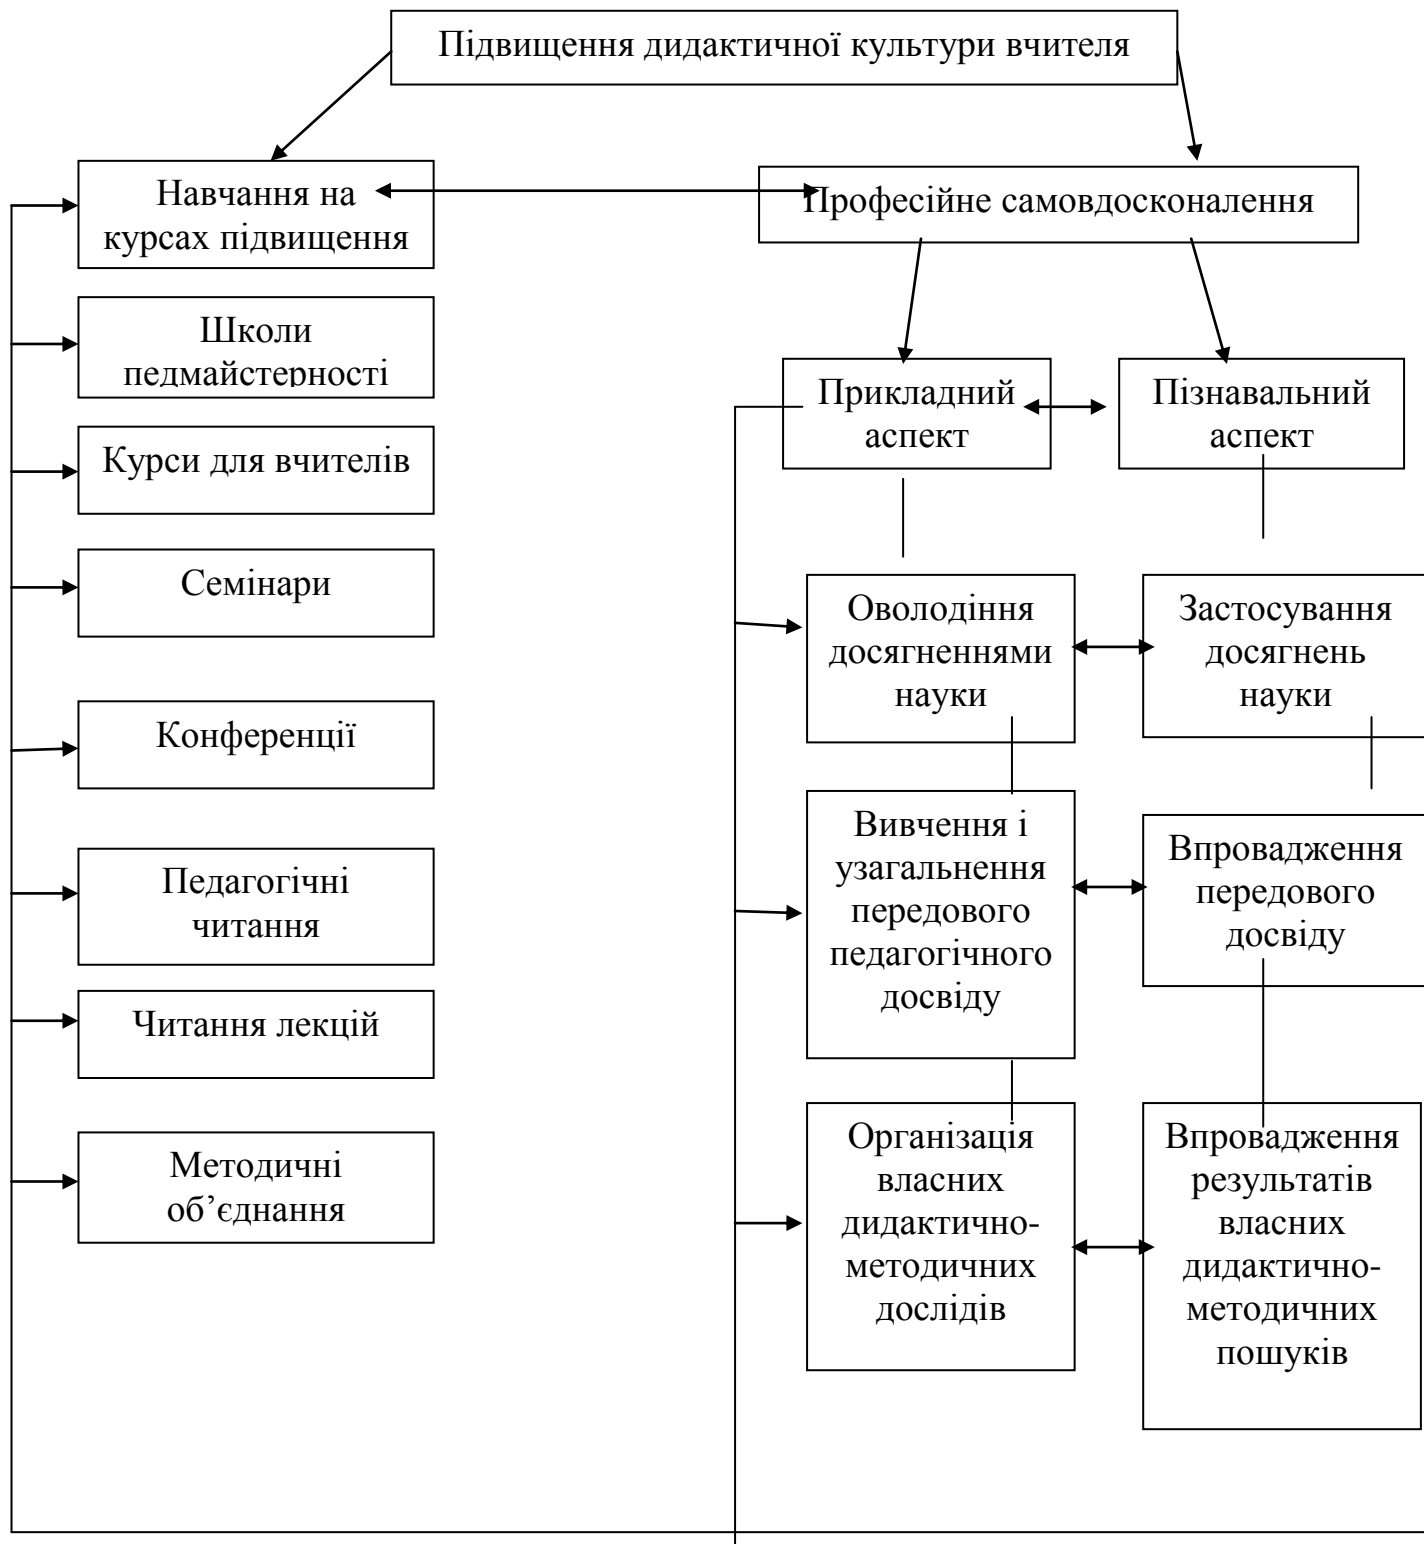 Підвищення дидактичної культури вчителя
Навчання на
курсах підвищення
Професійне самовдосконалення
Школи
педмайстерності
Прикладний
аспект
Пізнавальний
аспект
Курси для вчителів
Семінари
Оволодіння
досягненнями
науки
Застосування
досягнень
науки
Конференції
Вивчення і
узагальнення
передового
педагогічного
досвіду
Впровадження
передового
досвіду
Педагогічні
читання
Читання лекцій
Методичні
об’єднання
Організація
власних
дидактично-
методичних
дослідів
Впровадження
результатів
власних
дидактично-
методичних
пошуків